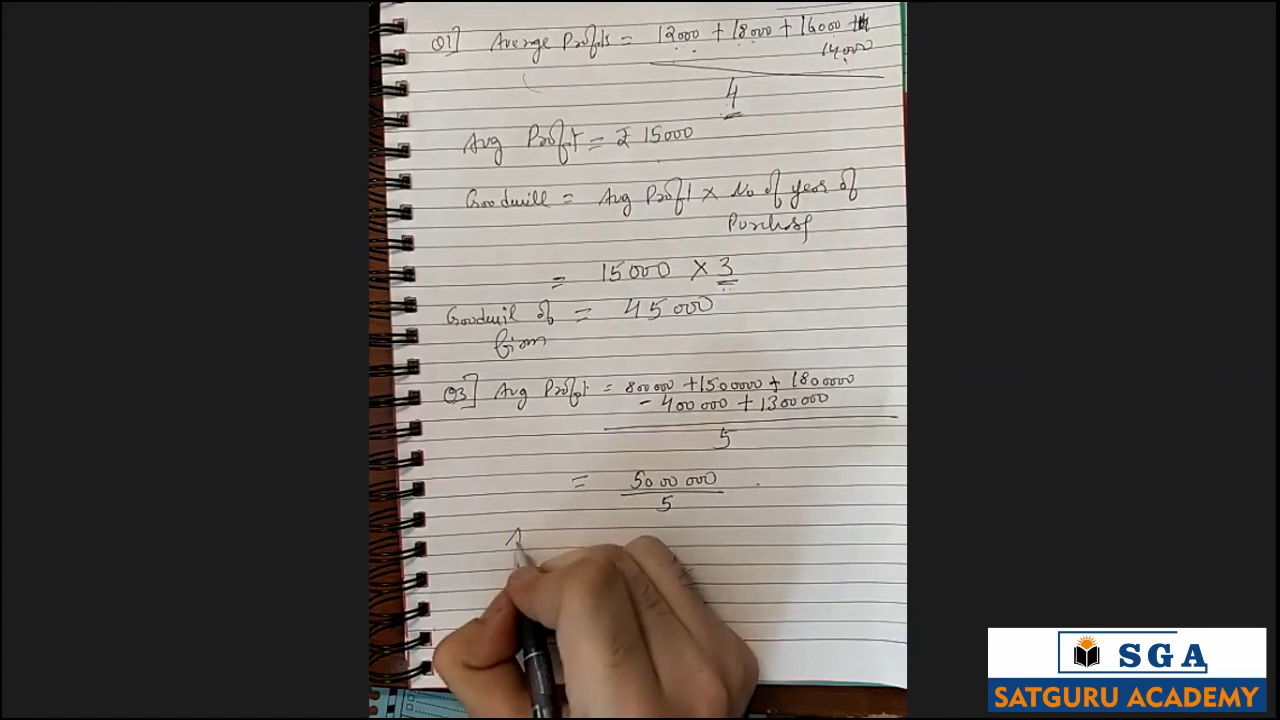 Q1] Average Profits = 12000 + 18000 + 16000 +
14000
4
Avg Profit = ₹ 15000
Goodwill = Avg Profit × No of year of
Purchase
= 15000 × 3
Goodwill of = 45000
firm
Q3] Avg Profit = 800000 + 1500000 + 1800000
- 400000 + 1300000
5
= 5000000
5
A
SGA
SATGURU ACADEMY